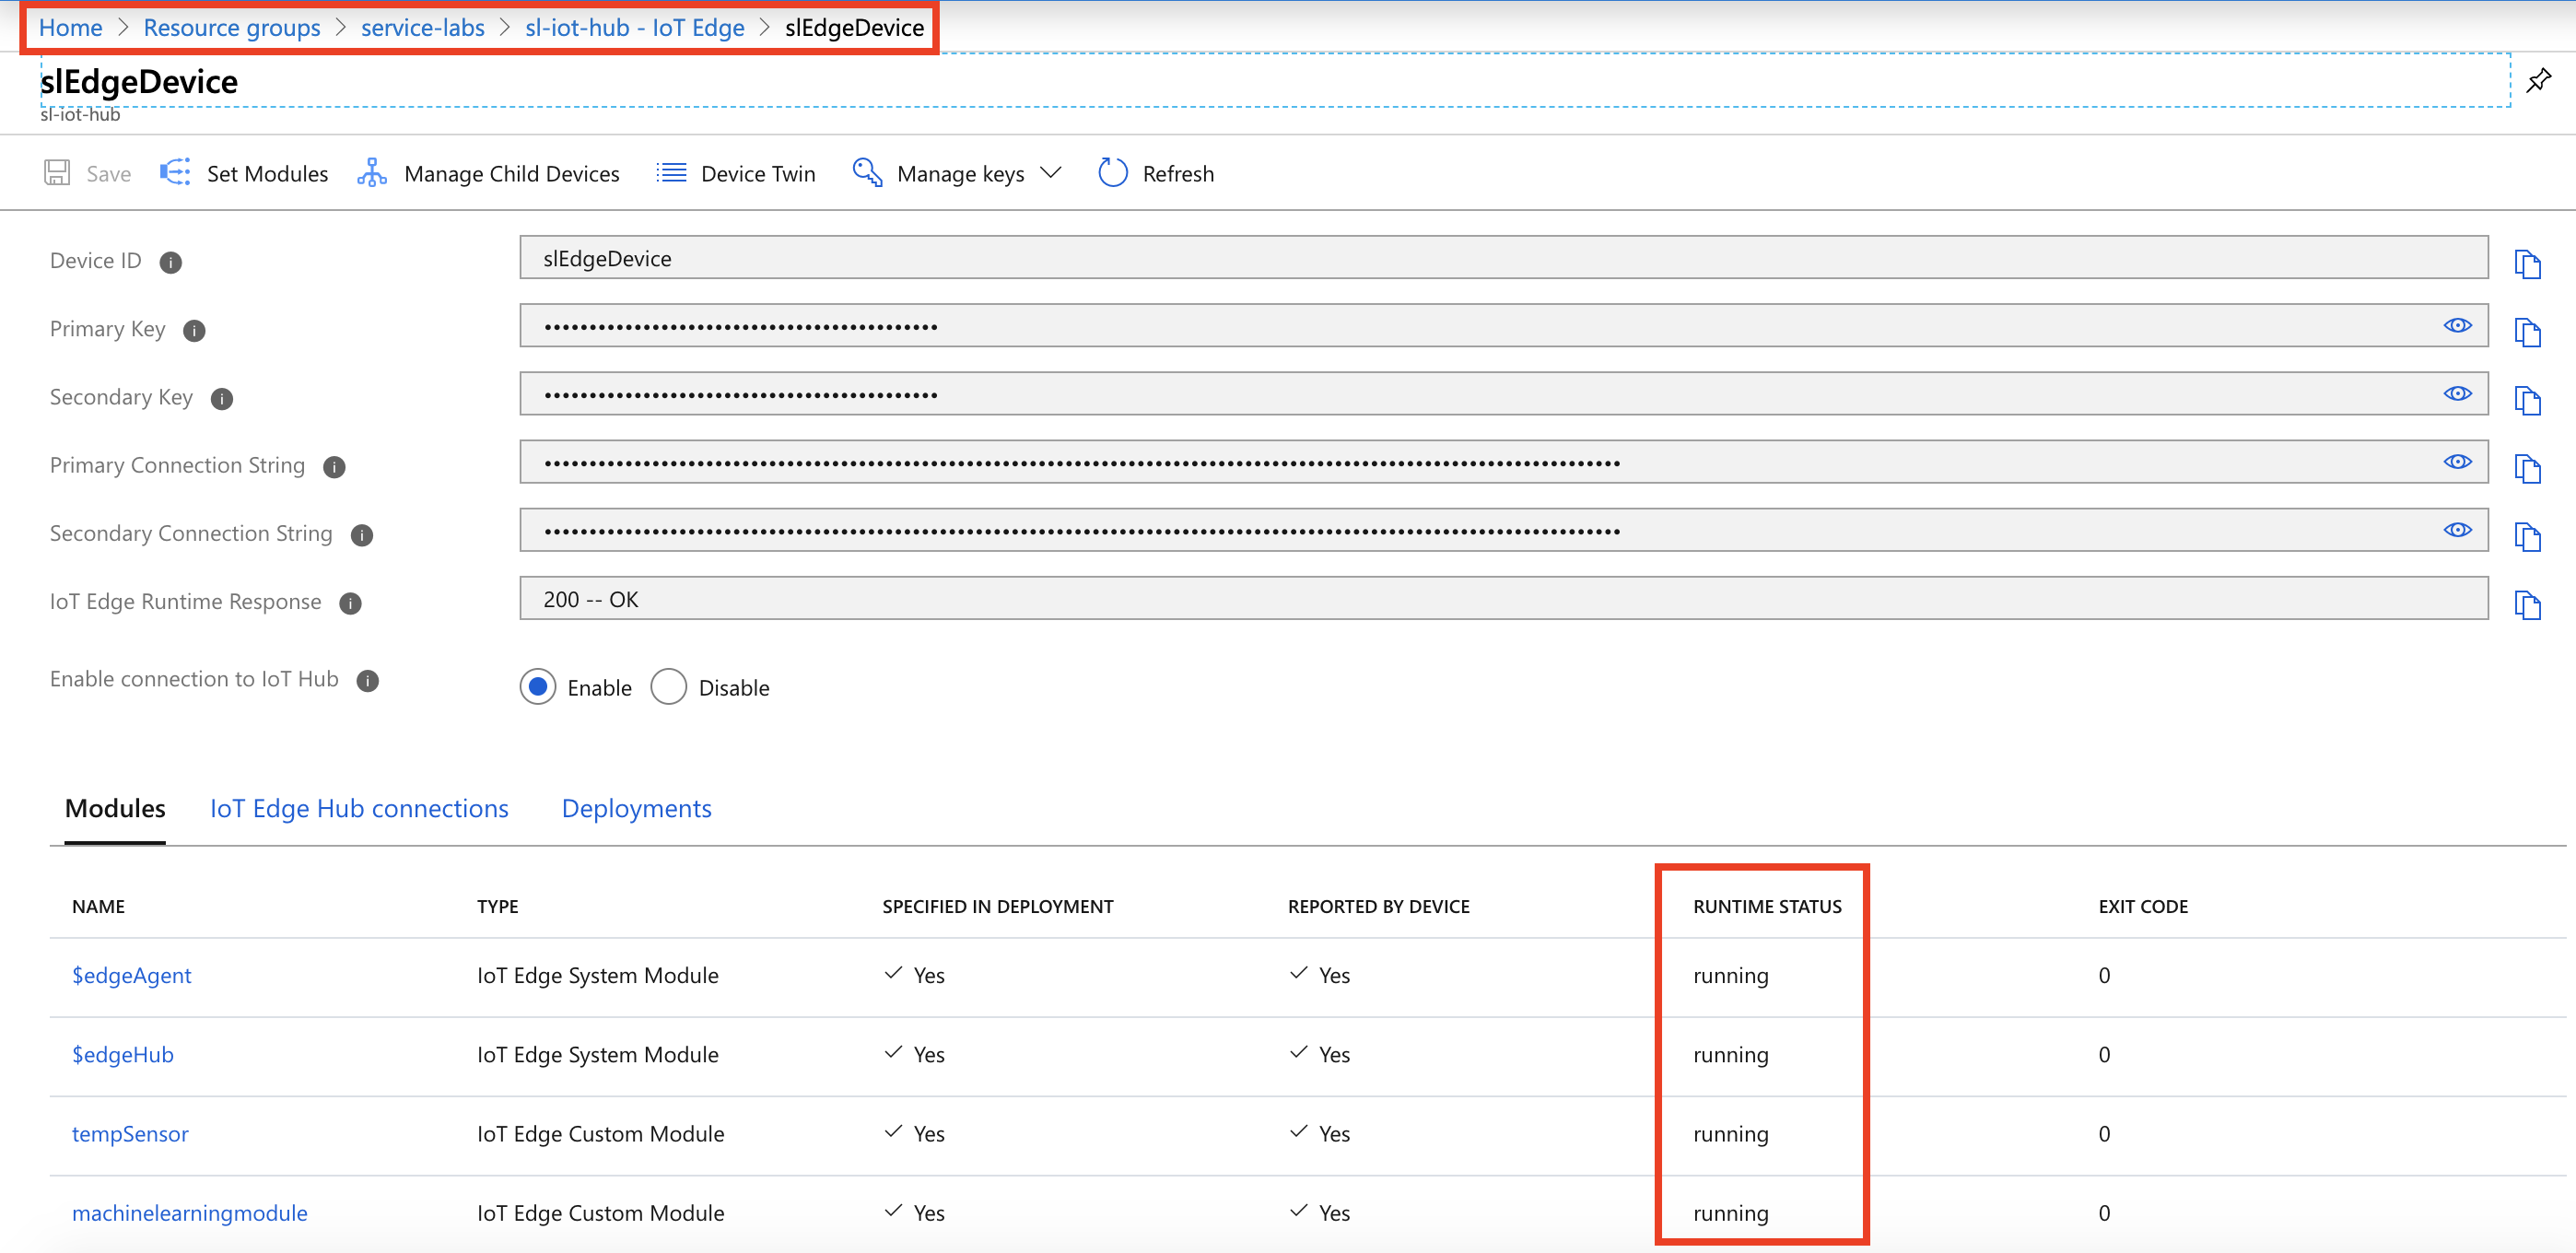 Home > Resource groups > service-labs > sl-iot-hub - IoT Edge > slEdgeDevice
slEdgeDevice
sl-iot-hub
Save Set Modules Manage Child Devices Device Twin Manage keys Refresh
Device ID slEdgeDevice
Primary Key
Secondary Key
Primary Connection String
Secondary Connection String
IoT Edge Runtime Response 200 -- OK
Enable connection to IoT Hub Enable Disable
Modules IoT Edge Hub connections Deployments
NAME TYPE SPECIFIED IN DEPLOYMENT REPORTED BY DEVICE RUNTIME STATUS EXIT CODE
$edgeAgent IoT Edge System Module Yes Yes running 0
$edgeHub IoT Edge System Module Yes Yes running 0
tempSensor IoT Edge Custom Module Yes Yes running 0
machinelearningmodule IoT Edge Custom Module Yes Yes running 0